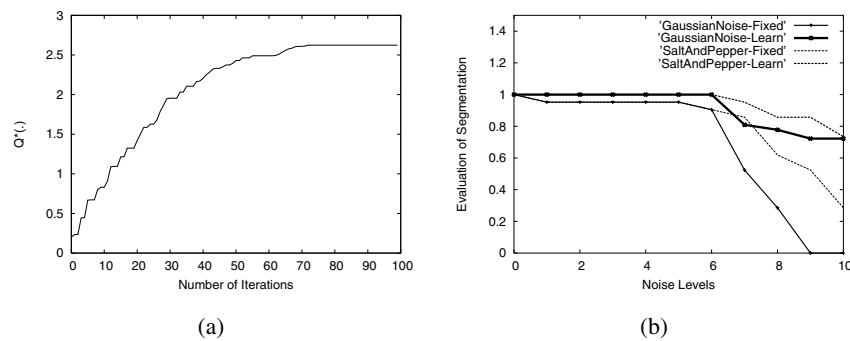 3
2.5
2
1.5
1
0.5
0
Q*(.)
0 10 20 30 40 50 60 70 80 90 100
Number of Iterations
(a)
'GaussianNoise-Fixed'
'GaussianNoise-Learn'
'SaltAndPepper-Fixed'
'SaltAndPepper-Learn'
1.4
1.2
1
0.8
0.6
0.4
0.2
0
Evaluation of Segmentation
0 2 4 6 8 10
Noise Levels
(b)